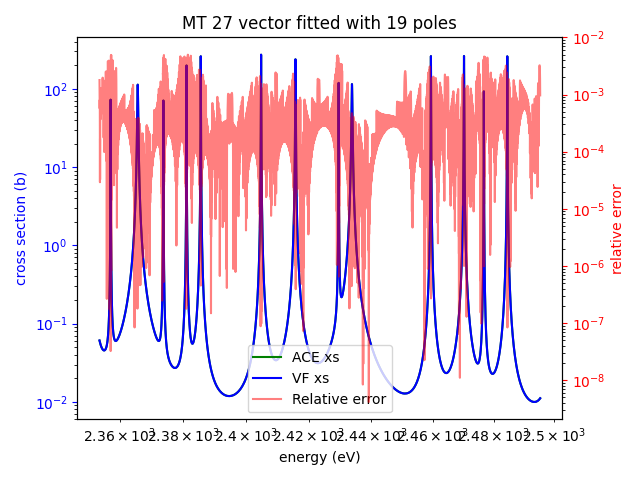 MT 27 vector fitted with 19 poles
10²
10¹
10⁰
10⁻¹
10⁻²
cross section (b)
10⁻²
10⁻³
10⁻⁴
10⁻⁵
10⁻⁶
10⁻⁷
10⁻⁸
relative error
ACE xs
VF xs
Relative error
2.36 × 10³ 2.38 × 10³ 2.4 × 10³ 2.42 × 10³ 2.44 × 10³ 2.46 × 10³ 2.48 × 10³ 2.5 × 10³
energy (eV)